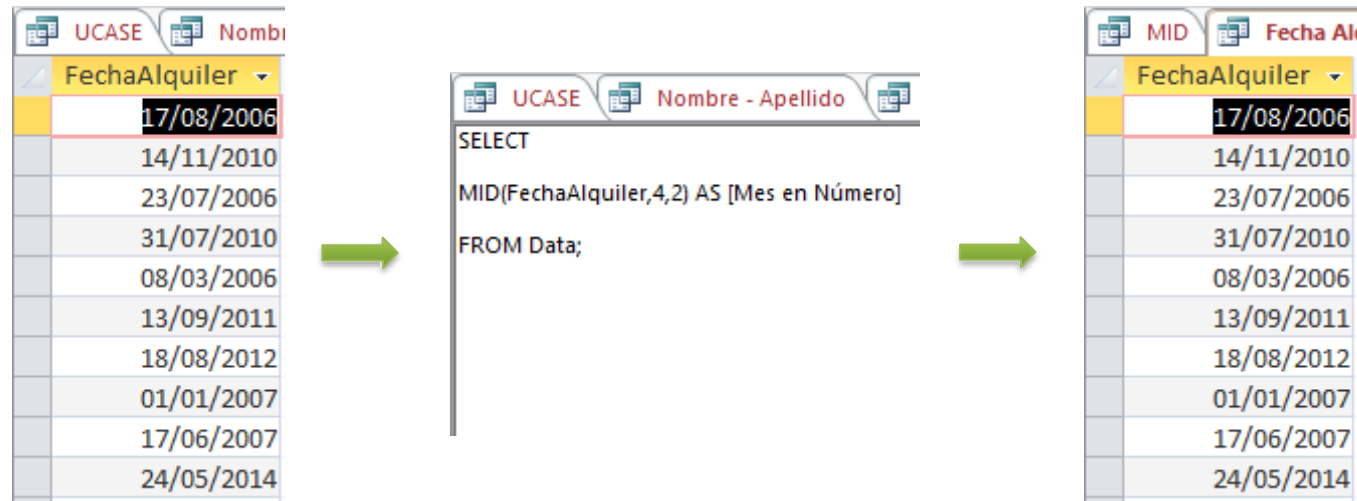 UCASE Nomb
FechaAlquiler
17/08/2006
14/11/2010
23/07/2006
31/07/2010
08/03/2006
13/09/2011
18/08/2012
01/01/2007
17/06/2007
24/05/2014
UCASE Nombre - Apellido
SELECT
MID(FechaAlquiler,4,2) AS [Mes en Número]
FROM Data;
MID Fecha Al
FechaAlquiler
17/08/2006
14/11/2010
23/07/2006
31/07/2010
08/03/2006
13/09/2011
18/08/2012
01/01/2007
17/06/2007
24/05/2014